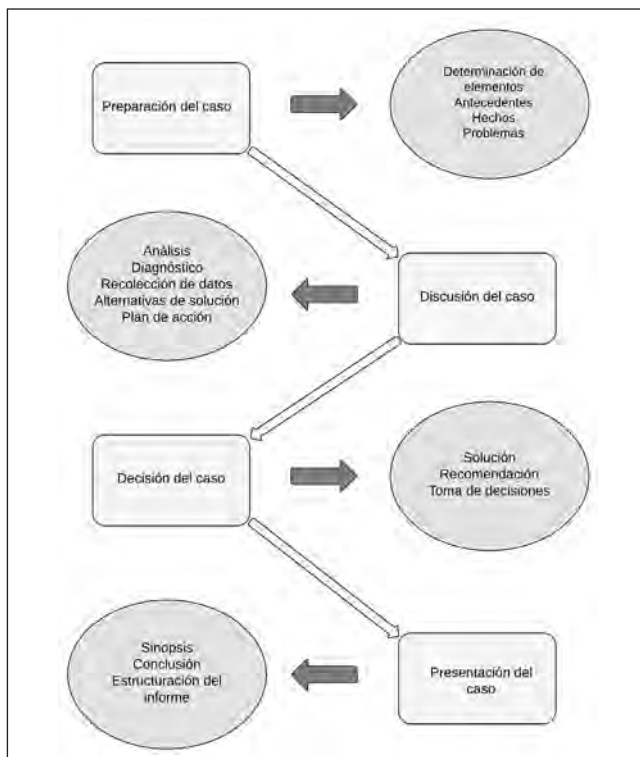 Preparación del caso
Determinación de
elementos
Antecedentes
Hechos
Problemas
Análisis
Diagnóstico
Recolección de datos
Alternativas de solución
Plan de acción
Discusión del caso
Decisión del caso
Solución
Recomendación
Toma de decisiones
Sinopsis
Conclusión
Estructuración del
informe
Presentación del
caso